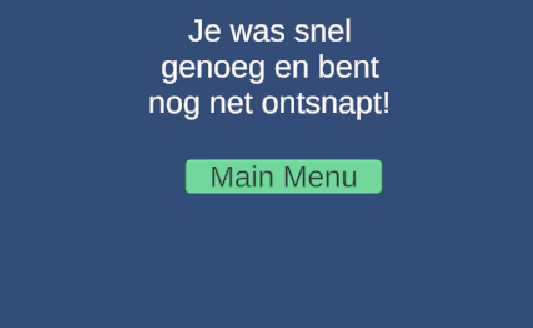 Je was snel
genoeg en bent
nog net ontsnapt!
Main Menu